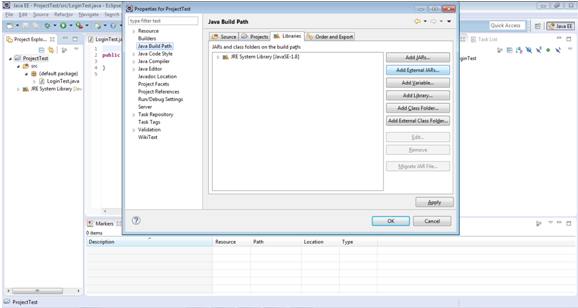 Java EE - ProjectTest/src/LoginTest.java - Eclipse
File Edit Source Refactor Navigate Search
Quick Access
Java EE
Project Explo...
ProjectTest
src
(default package)
LoginTest.java
JRE System Library [Jav
LoginTest.ja
1
2 public
3
4
5 }
6
Properties for ProjectTest
type filter text
Resource
Builders
Java Build Path
Java Code Style
Java Compiler
Java Editor
Javadoc Location
Project Facets
Project References
Run/Debug Settings
Server
Task Repository
Task Tags
Validation
WikiText
Java Build Path
Source
Projects
Libraries
Order and Export
JARs and class folders on the build path:
JRE System Library [JavaSE-1.8]
Add JARs...
Add External JARs...
Add Variable...
Add Library...
Add Class Folder...
Add External Class Folder...
Edit...
Remove
Migrate JAR File...
Apply
OK
Cancel
Task List
ginTest
Markers
0 items
Description
Resource
Path
Location
Type
ProjectTest